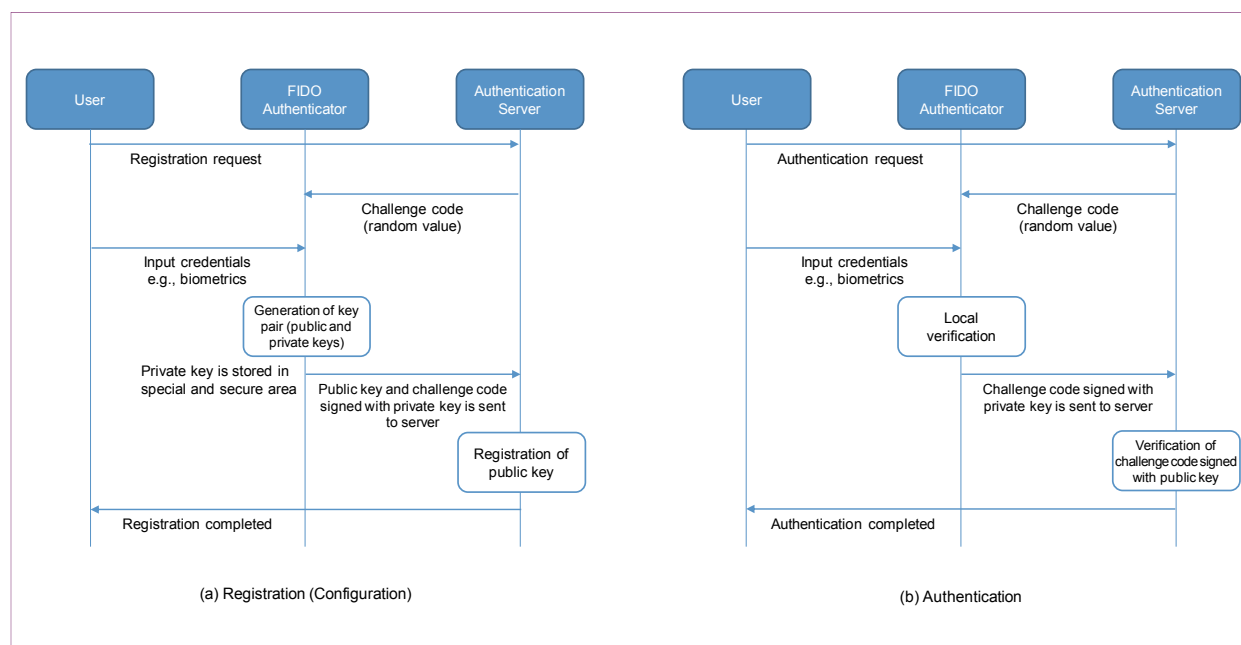 User
FIDO
Authenticator
Authentication
Server
Registration request
Challenge code
(random value)
Input credentials
e.g., biometrics
Generation of key
pair (public and
private keys)
Private key is stored in
special and secure area
Public key and challenge code
signed with private key is sent
to server
Registration of
public key
Registration completed
(a) Registration (Configuration)
User
FIDO
Authenticator
Authentication
Server
Authentication request
Challenge code
(random value)
Input credentials
e.g., biometrics
Local
verification
Challenge code signed with
private key is sent to server
Verification of
challenge code signed
with public key
Authentication completed
(b) Authentication